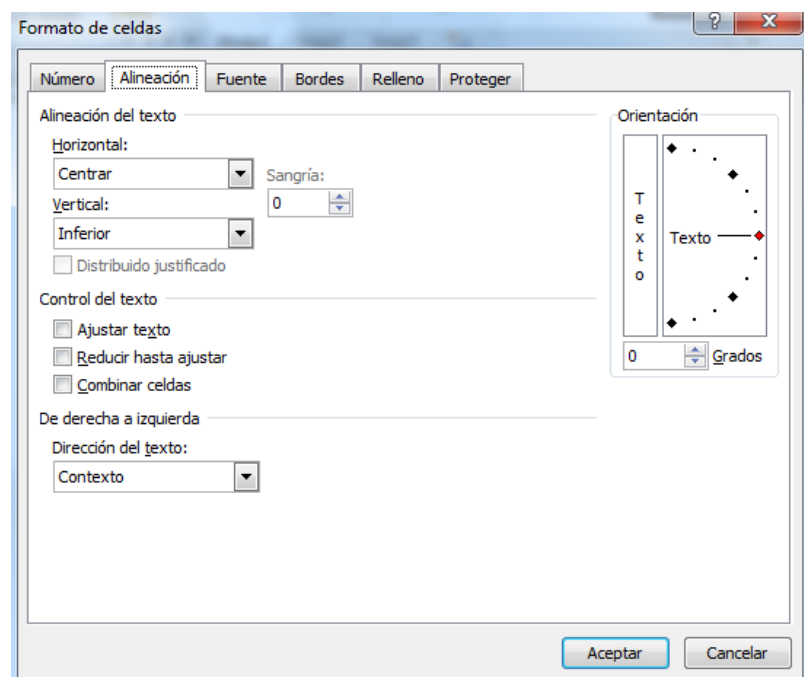 Formato de celdas
?
X
Número Alineación Fuente Bordes Relleno Proteger
Alineación del texto
Horizontal:
Centrar
Sangría:
0
Vertical:
Inferior
Distribuido justificado
Control del texto
Ajustar texto
Reducir hasta ajustar
Combinar celdas
De derecha a izquierda
Dirección del texto:
Contexto
Orientación
Texto
Texto
0 Grados
Aceptar Cancelar